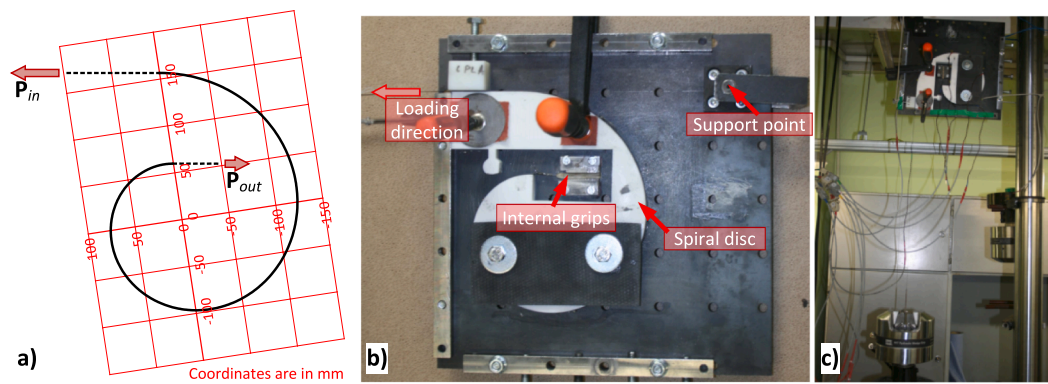 a)
P_in
P_out
150
100
50
0
-50
-100
100
50
0
-50
-100
-150
Coordinates are in mm
b)
Loading
direction
Internal grips
Support point
Spiral disc
c)